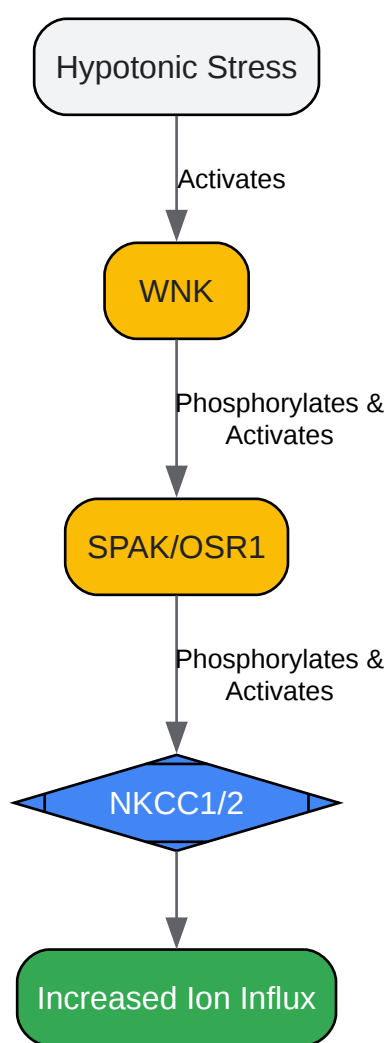 Hypotonic Stress
Activates
WNK
Phosphorylates &
Activates
SPAK/OSR1
Phosphorylates &
Activates
NKCC1/2
Increased Ion Influx